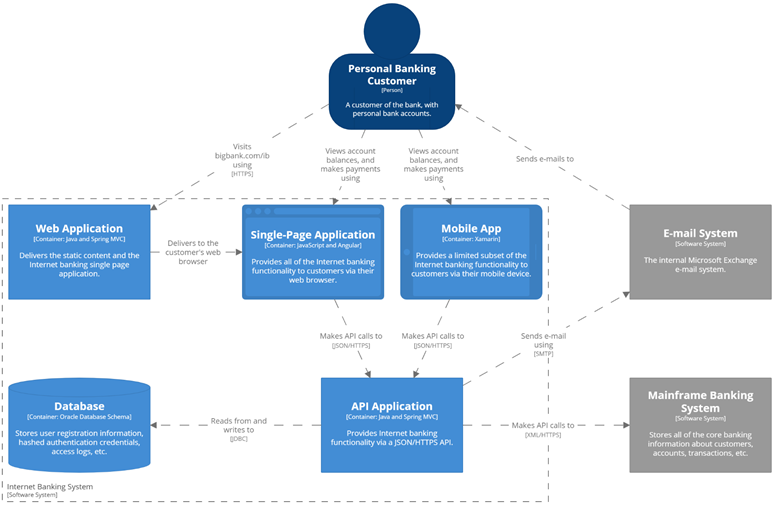 Personal Banking
Customer
[Person]
A customer of the bank, with
personal bank accounts.
Visits
bigbank.com/ib
using
[HTTPS]
Views account
balances, and
makes payments
using
Views account
balances, and
makes payments
using
Sends e-mails to
Web Application
[Container: Java and Spring MVC]
Delivers the static content and the
Internet banking single page
application.
Delivers to the
customer's web
browser
Single-Page Application
[Container: JavaScript and Angular]
Provides all of the Internet banking
functionality to customers via their
web browser.
Mobile App
[Container: Xamarin]
Provides a limited subset of the
Internet banking functionality to
customers via their mobile device.
E-mail System
[Software System]
The internal Microsoft Exchange
e-mail system.
Makes API calls to
[JSON/HTTPS]
Makes API calls to
[JSON/HTTPS]
Sends e-mail
using
[SMTP]
Database
[Container: Oracle Database Schema]
Stores user registration information,
hashed authentication credentials,
access logs, etc.
Reads from and
writes to
[JDBC]
API Application
[Container: Java and Spring MVC]
Provides Internet banking
functionality via a JSON/HTTPS API.
Makes API calls to
[XML/HTTPS]
Mainframe Banking
System
[Software System]
Stores all of the core banking
information about customers,
accounts, transactions, etc.
Internet Banking System
[Software System]